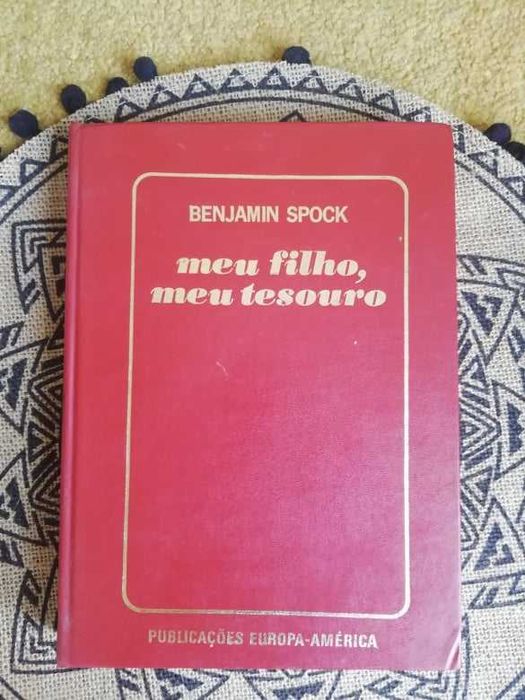 BENJAMIN SPOCK
meu filho,
meu tesouro
PUBLICAÇÕES EUROPA-AMÉRICA